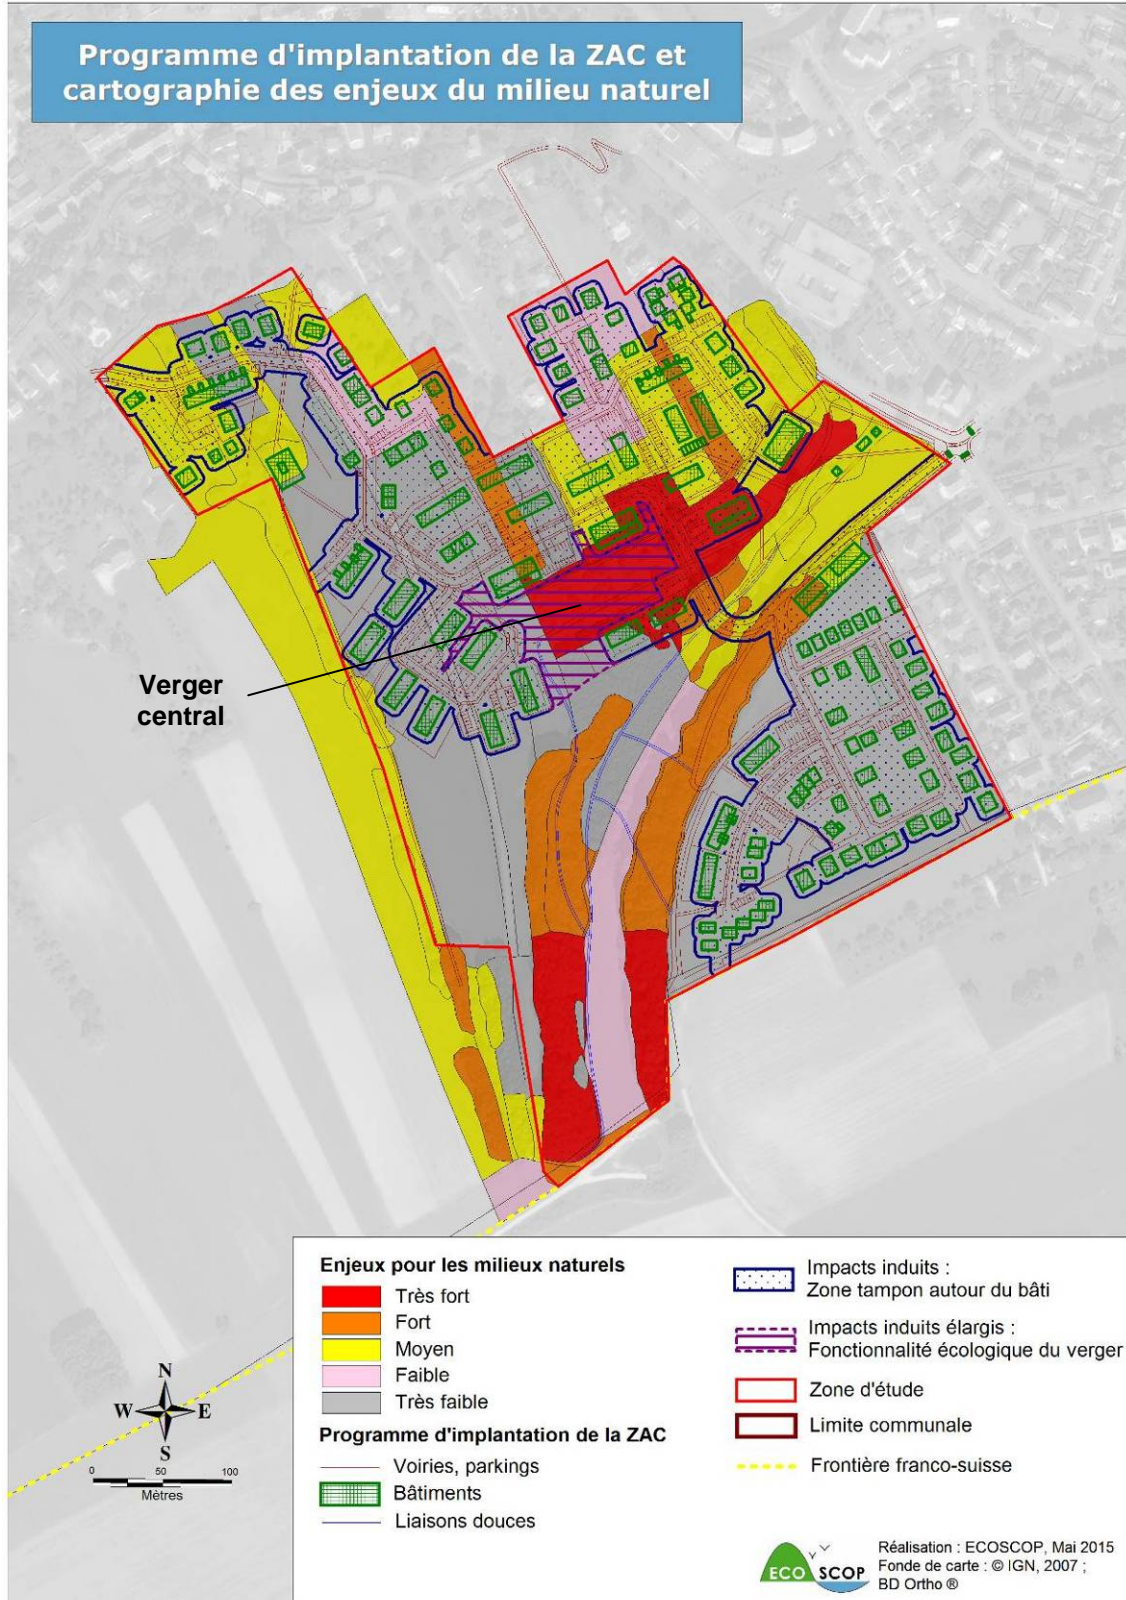 Programme d'implantation de la ZAC et
cartographie des enjeux du milieu naturel
Verger
central
Enjeux pour les milieux naturels
Très fort
Fort
Moyen
Faible
Très faible
Programme d'implantation de la ZAC
Voiries, parkings
Bâtiments
Liaisons douces
Impacts induits :
Zone tampon autour du bâti
Impacts induits élargis :
Fonctionnalité écologique du verger
Zone d'étude
Limite communale
Frontière franco-suisse
N
W E
S
0 50 100
Mètres
ECO SCOP
Réalisation : ECOSCOP, Mai 2015
Fonde de carte : © IGN, 2007 ;
BD Ortho ®